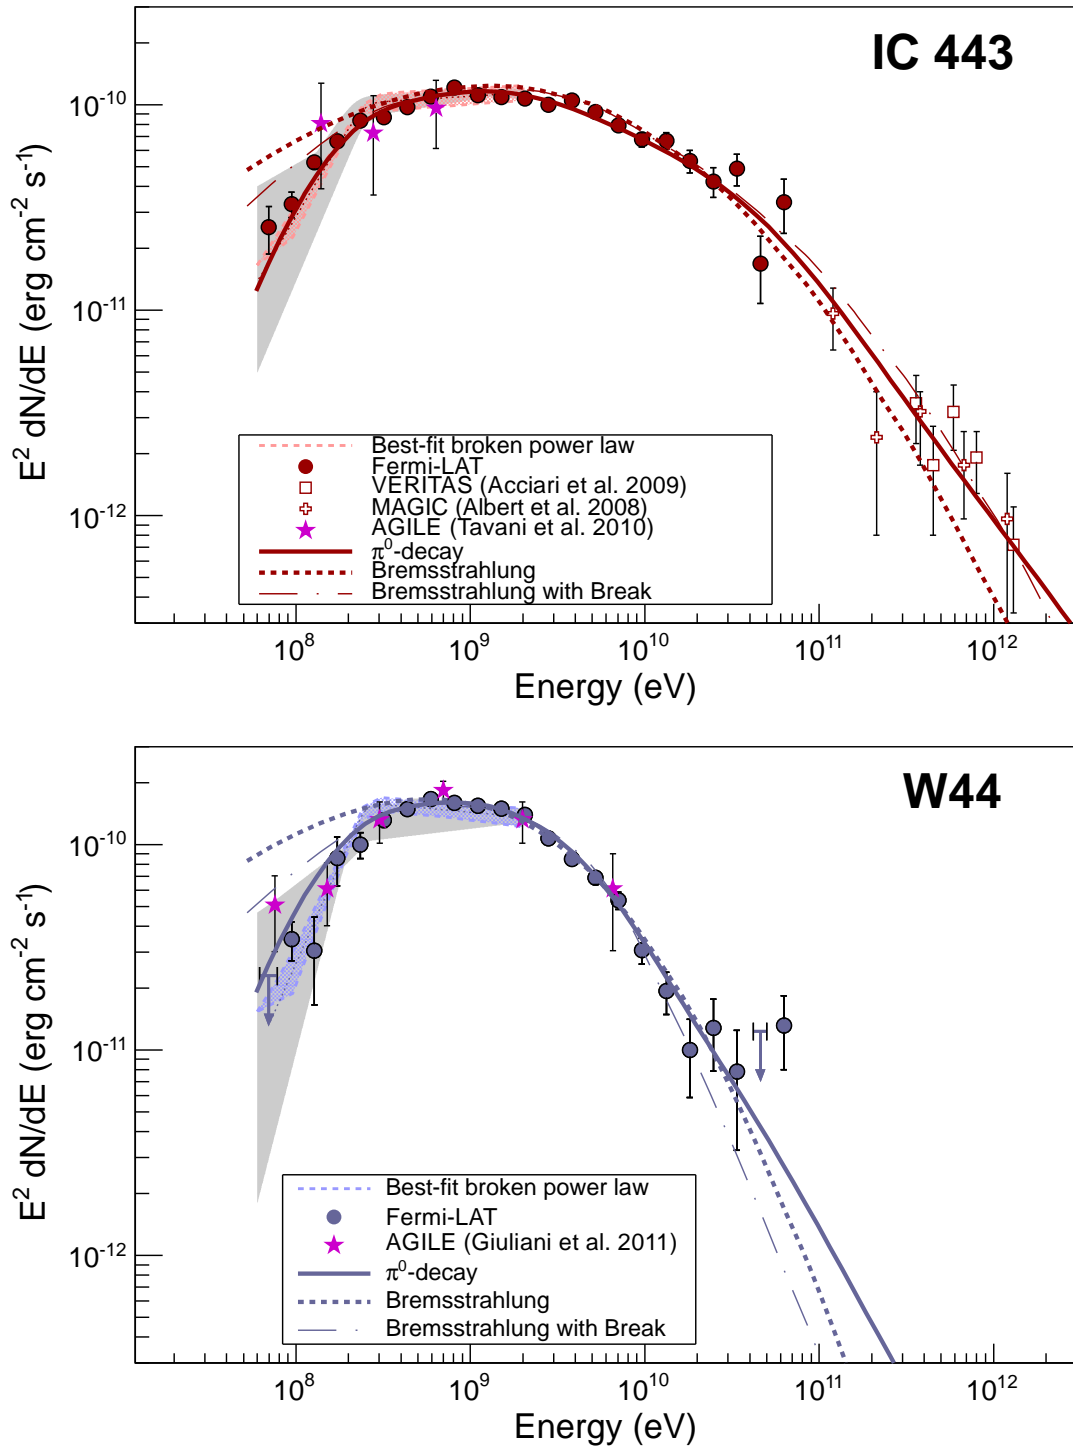 IC 443
E² dN/dE (erg cm⁻² s⁻¹)
10⁻¹⁰
10⁻¹¹
10⁻¹²
Best-fit broken power law
Fermi-LAT
VERITAS (Acciari et al. 2009)
MAGIC (Albert et al. 2008)
AGILE (Tavani et al. 2010)
π⁰-decay
Bremsstrahlung
Bremsstrahlung with Break
10⁸ 10⁹ 10¹⁰ 10¹¹ 10¹²
Energy (eV)
W44
E² dN/dE (erg cm⁻² s⁻¹)
10⁻¹⁰
10⁻¹¹
10⁻¹²
Best-fit broken power law
Fermi-LAT
AGILE (Giuliani et al. 2011)
π⁰-decay
Bremsstrahlung
Bremsstrahlung with Break
10⁸ 10⁹ 10¹⁰ 10¹¹ 10¹²
Energy (eV)